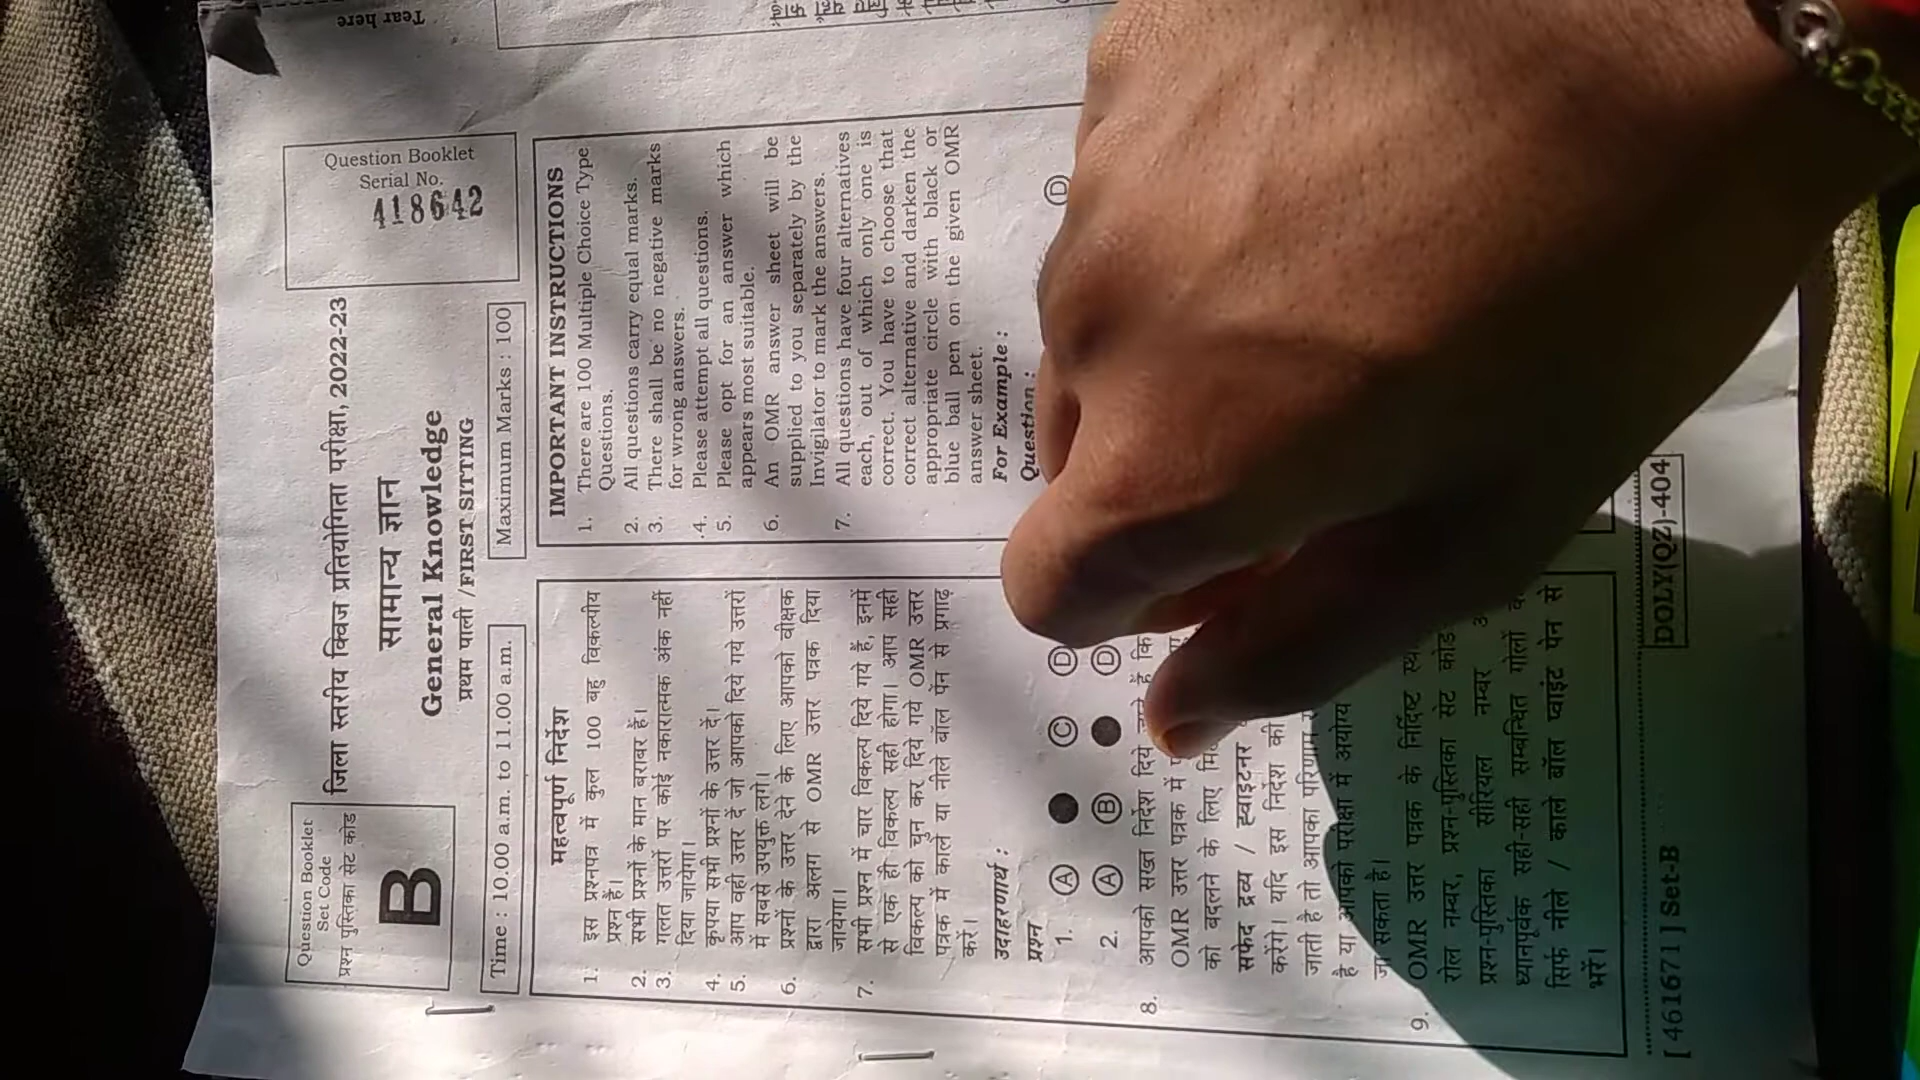 Tear here
Question Booklet
Set Code
प्रश्न पुस्तिका सेट कोड
B
जिला स्तरीय क्विज प्रतियोगिता परीक्षा, 2022-23
सामान्य ज्ञान
General Knowledge
प्रथम पाली /FIRST SITTING
Question Booklet
Serial No.
418642
Time : 10.00 a.m. to 11.00 a.m.
Maximum Marks : 100
महत्वपूर्ण निर्देश
1. इस प्रश्नपत्र में कुल 100 बहु विकल्पीय
प्रश्न हैं।
2. सभी प्रश्नों के मान बराबर हैं।
3. गलत उत्तरों पर कोई नकारात्मक अंक नहीं
दिया जायेगा।
4. कृपया सभी प्रश्नों के उत्तर दें।
5. आप वही उत्तर दें जो आपको दिये गये उत्तरों
में सबसे उपयुक्त लगे।
6. प्रश्नों के उत्तर देने के लिए आपको वीक्षक
द्वारा अलग से OMR उत्तर पत्रक दिया
जायेगा।
7. सभी प्रश्न में चार विकल्प दिये गये हैं, इनमें
से एक ही विकल्प सही होगा। आप सही
विकल्प को चुन कर दिये गये OMR उत्तर
पत्रक में काले या नीले बॉल पेन से प्रगाढ़
करें।
उदाहरणार्थ :
प्रश्न
1. A C D
2. A B D
8. आपको सख्त निर्देश दिये जाते हैं कि
OMR उत्तर पत्रक में
को बदलने के लिए
सफेद द्रव्य / ह्वाइटनर
करेंगे। यदि इस निर्देश की
जाती है तो आपका परिणाम
है या आपको परीक्षा में अयोग्य
जा सकता है।
9. OMR उत्तर पत्रक के निर्दिष्ट
रोल नम्बर, प्रश्न-पुस्तिका सेट कोड
प्रश्न-पुस्तिका सीरियल नम्बर
ध्यानपूर्वक सही-सही सम्बन्धित गोलों
सिर्फ नीले / काले बॉल प्वाइंट पेन से
भरें।
IMPORTANT INSTRUCTIONS
1. There are 100 Multiple Choice Type
Questions.
2. All questions carry equal marks.
3. There shall be no negative marks
for wrong answers.
4. Please attempt all questions.
5. Please opt for an answer which
appears most suitable.
6. An OMR answer sheet will be
supplied to you separately by the
Invigilator to mark the answers.
7. All questions have four alternatives
each, out of which only one is
correct. You have to choose that
correct alternative and darken the
appropriate circle with black or
blue ball pen on the given OMR
answer sheet.
For Example :
Question :
D
[ 461671 ] Set-B
DOLY(QZ)-404